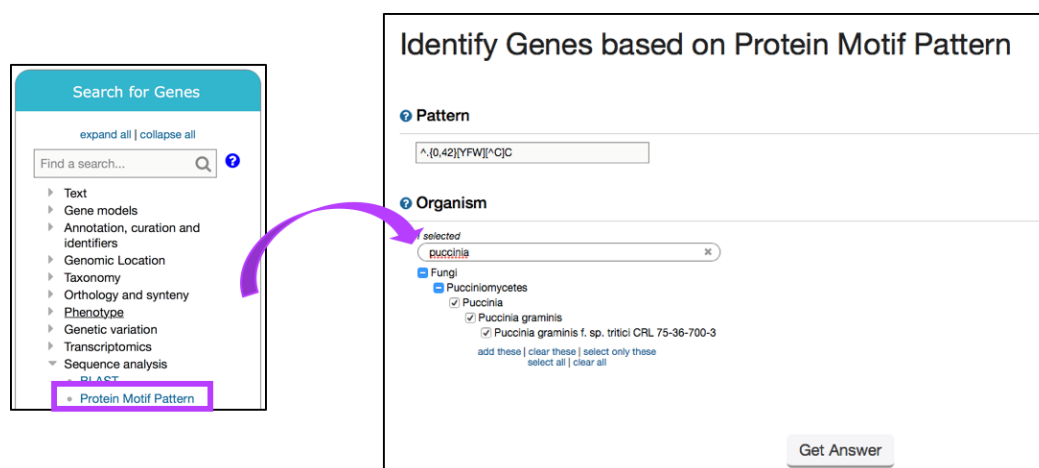 Search for Genes
expand all | collapse all
Find a search...
Text
Gene models
Annotation, curation and
identifiers
Genomic Location
Taxonomy
Orthology and synteny
Phenotype
Genetic variation
Transcriptomics
Sequence analysis
BLAST
Protein Motif Pattern
Identify Genes based on Protein Motif Pattern
Pattern
^.{0,42}[YFW][^C]C
Organism
selected
puccinia
Fungi
Pucciniomycetes
Puccinia
Puccinia graminis
Puccinia graminis f. sp. tritici CRL 75-36-700-3
add these | clear these | select only these
select all | clear all
Get Answer